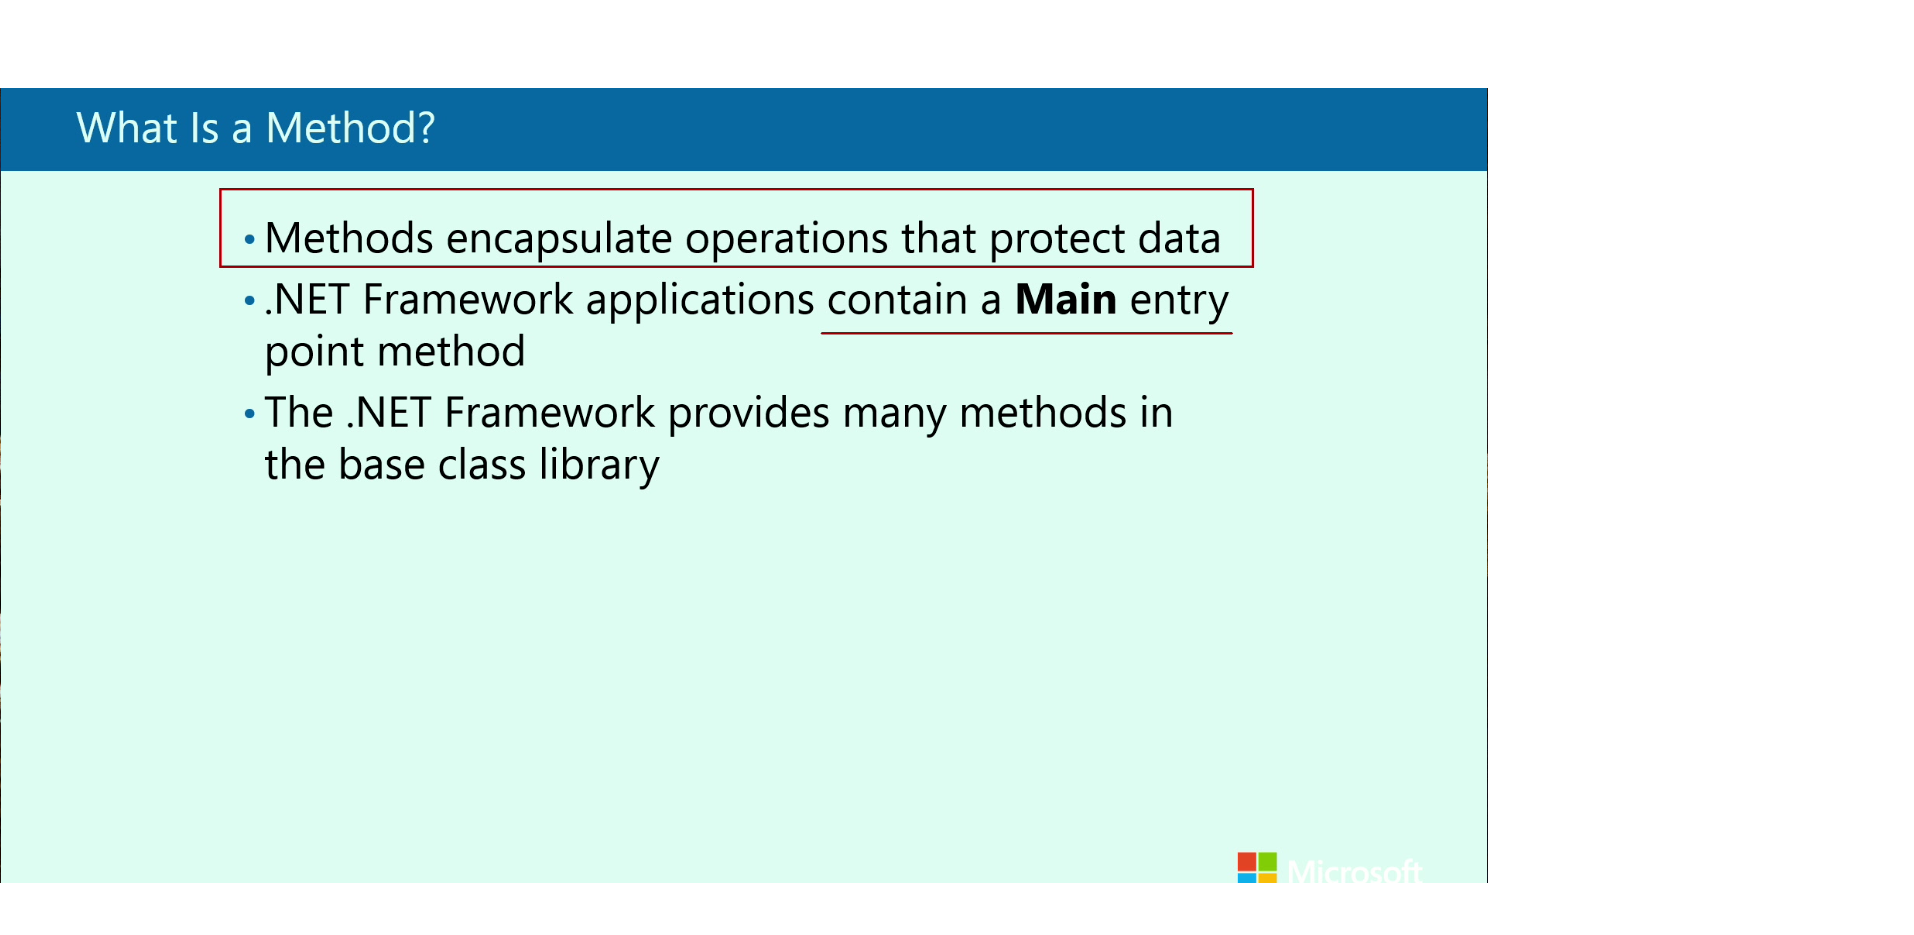 What Is a Method?
• Methods encapsulate operations that protect data
• .NET Framework applications contain a Main entry
point method
• The .NET Framework provides many methods in
the base class library
Microsoft